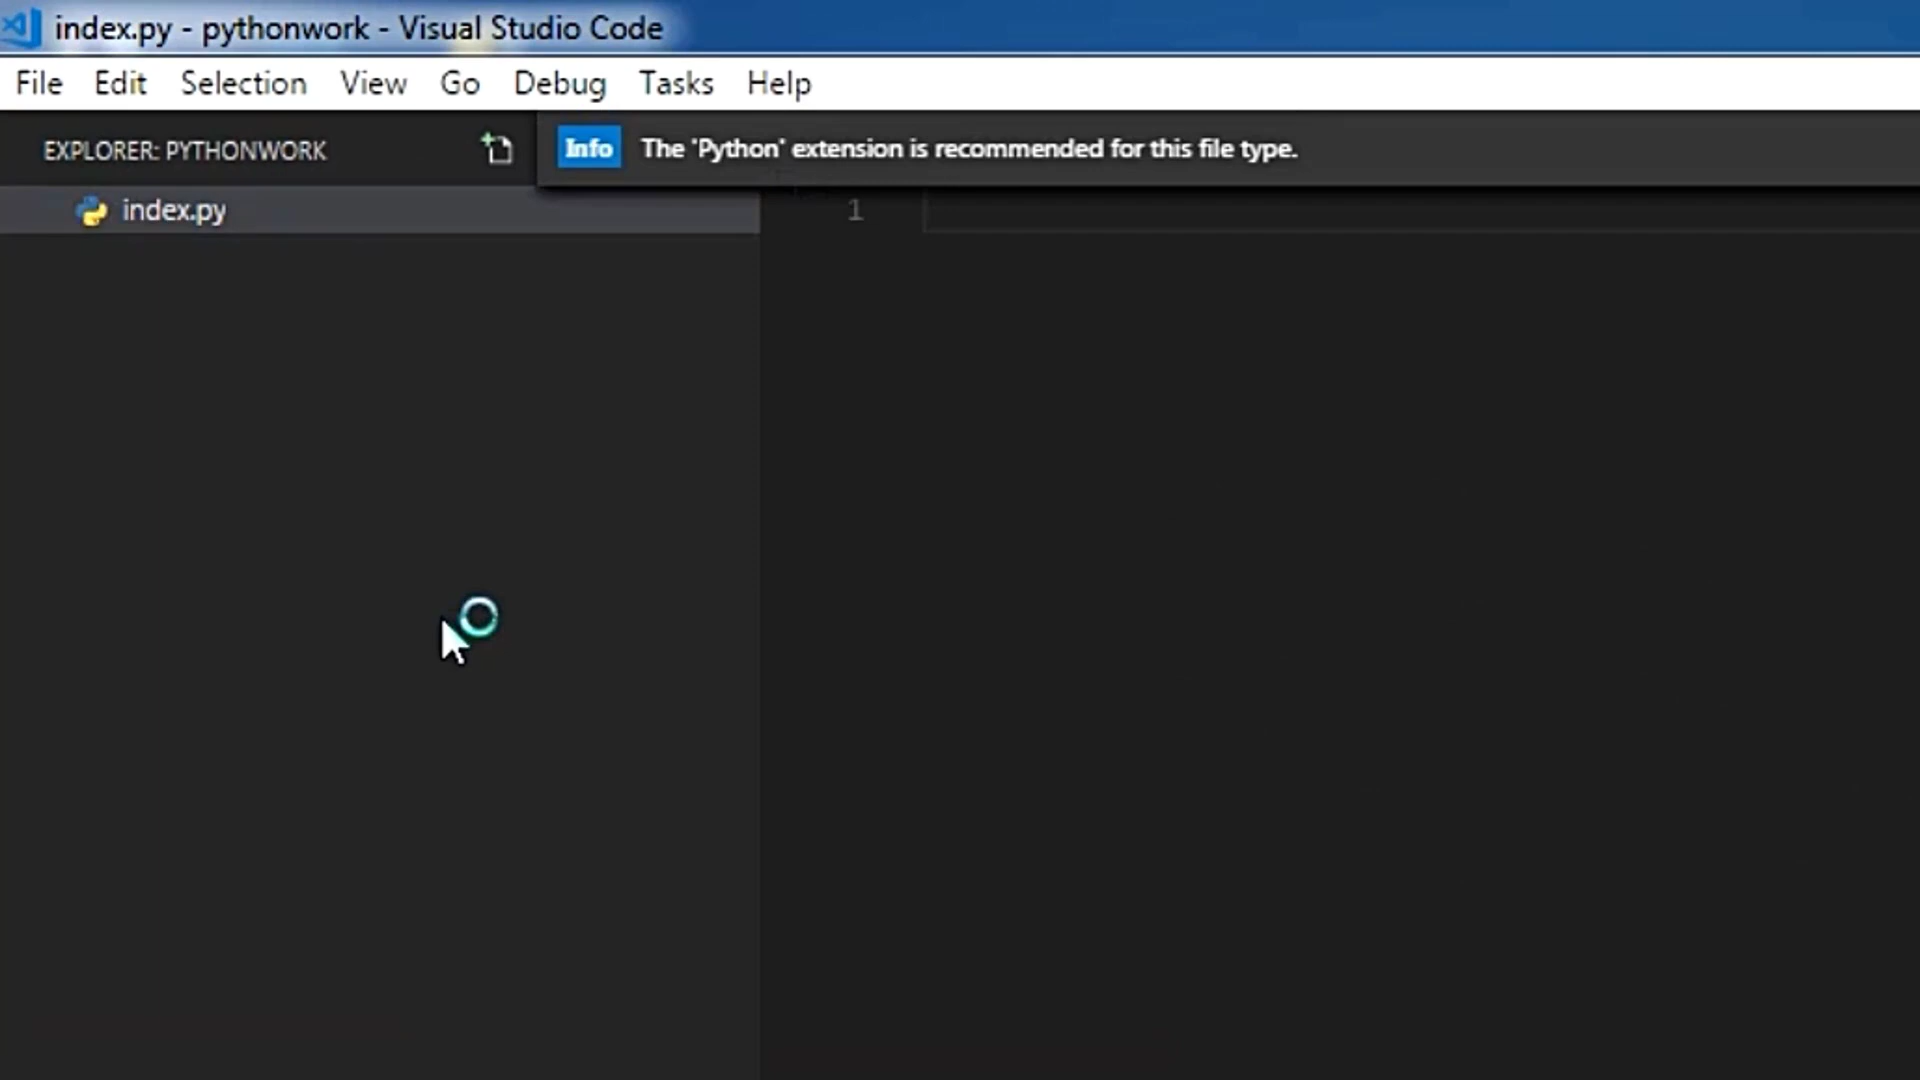 index.py - pythonwork - Visual Studio Code
File Edit Selection View Go Debug Tasks Help
EXPLORER: PYTHONWORK
Info The 'Python' extension is recommended for this file type.
index.py
1